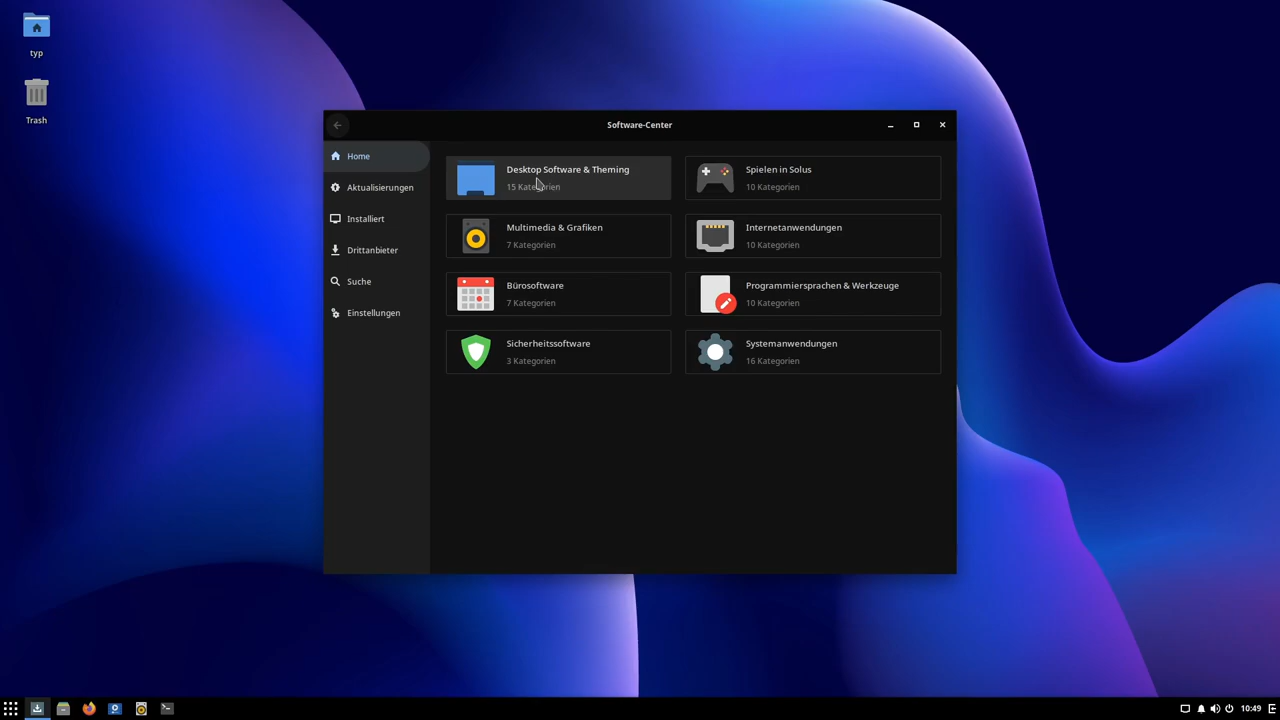 typ
Trash
Software-Center
Home
Aktualisierungen
Installiert
Drittanbieter
Suche
Einstellungen
Desktop Software & Theming
15 Kategorien
Spielen in Solus
10 Kategorien
Multimedia & Grafiken
7 Kategorien
Internetanwendungen
10 Kategorien
Bürosoftware
7 Kategorien
Programmiersprachen & Werkzeuge
10 Kategorien
Sicherheitssoftware
3 Kategorien
Systemanwendungen
16 Kategorien
10:49